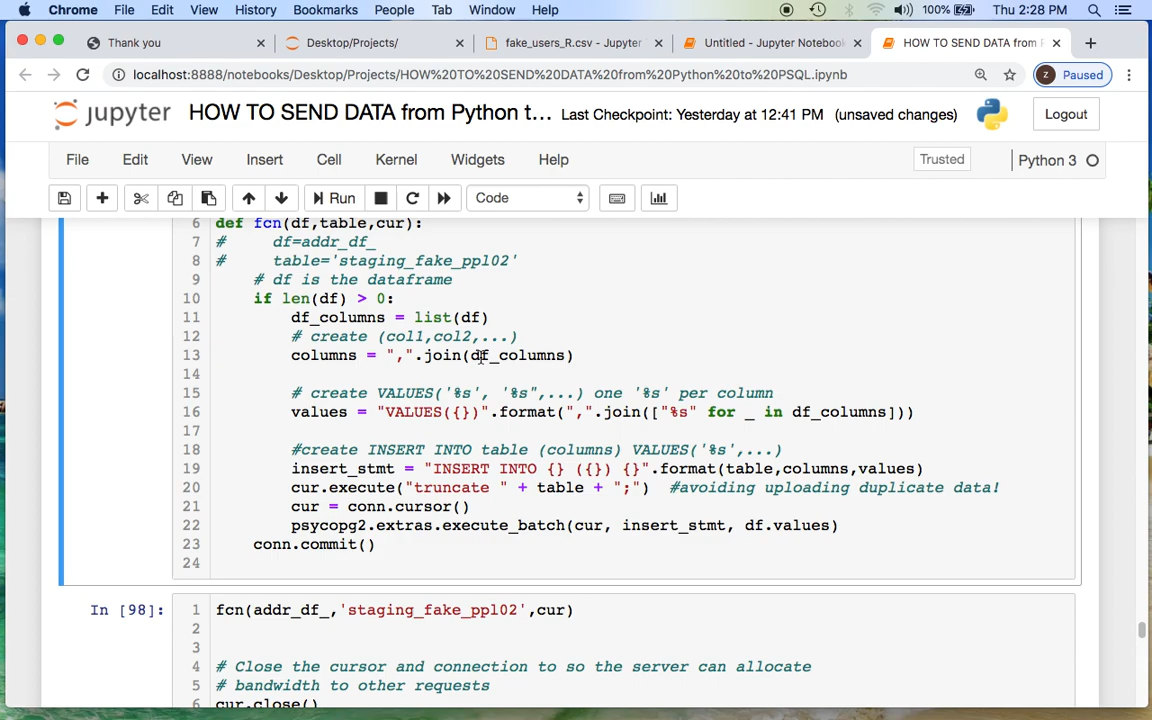 Chrome File Edit View History Bookmarks People Tab Window Help 100% Thu 2:28 PM
Thank you Desktop/Projects/ fake_users_R.csv - Jupyter Untitled - Jupyter Notebook HOW TO SEND DATA from P
localhost:8888/notebooks/Desktop/Projects/HOW%20TO%20SEND%20DATA%20from%20Python%20to%20PSQL.ipynb Z Paused
jupyter HOW TO SEND DATA from Python t... Last Checkpoint: Yesterday at 12:41 PM (unsaved changes) Logout
File Edit View Insert Cell Kernel Widgets Help Trusted Python 3
Run Code
6 def fcn(df,table,cur):
7 # df=addr_df_
8 # table='staging_fake_ppl02'
9 # df is the dataframe
10 if len(df) > 0:
11 df_columns = list(df)
12 # create (col1,col2,...)
13 columns = ",".join(df_columns)
14
15 # create VALUES('%s', '%s",...) one '%s' per column
16 values = "VALUES({})".format(",".join(["%s" for _ in df_columns]))
17
18 #create INSERT INTO table (columns) VALUES('%s',...)
19 insert_stmt = "INSERT INTO {} ({}) {}".format(table,columns,values)
20 cur.execute("truncate " + table + ";") #avoiding uploading duplicate data!
21 cur = conn.cursor()
22 psycopg2.extras.execute_batch(cur, insert_stmt, df.values)
23 conn.commit()
24
In [98]: 1 fcn(addr_df_,'staging_fake_ppl02',cur)
2
3
4 # Close the cursor and connection to so the server can allocate
5 # bandwidth to other requests
6 cur.close()